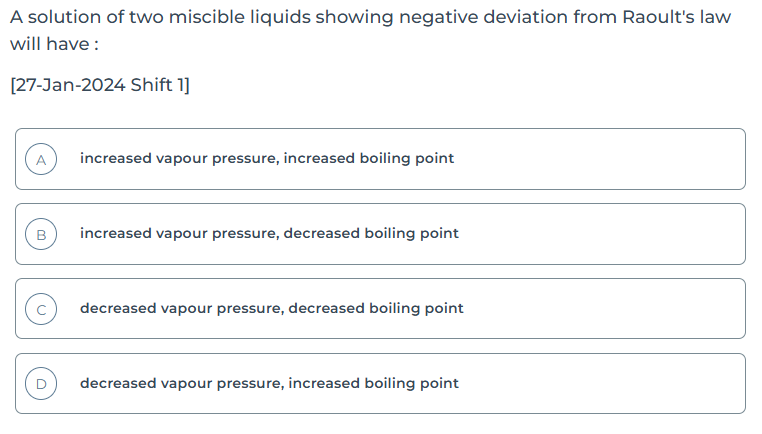 A solution of two miscible liquids showing negative deviation from Raoult's law
will have :
[27-Jan-2024 Shift 1]
A increased vapour pressure, increased boiling point
B increased vapour pressure, decreased boiling point
C decreased vapour pressure, decreased boiling point
D decreased vapour pressure, increased boiling point